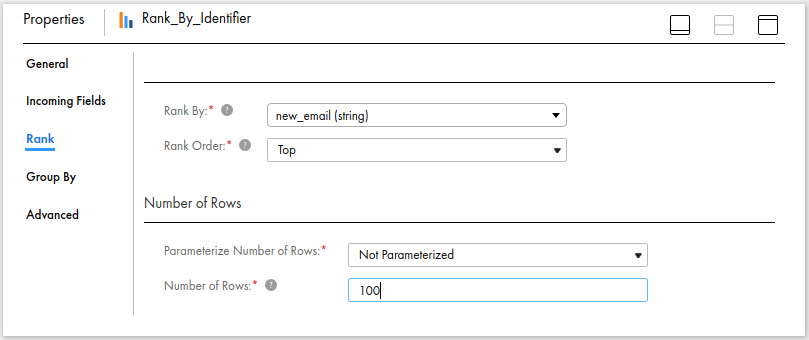 Properties
Rank_By_Identifier
General
Incoming Fields
Rank
Group By
Advanced
Rank By:* ?
new_email (string)
Rank Order:* ?
Top
Number of Rows
Parameterize Number of Rows:*
Not Parameterized
Number of Rows:* ?
100